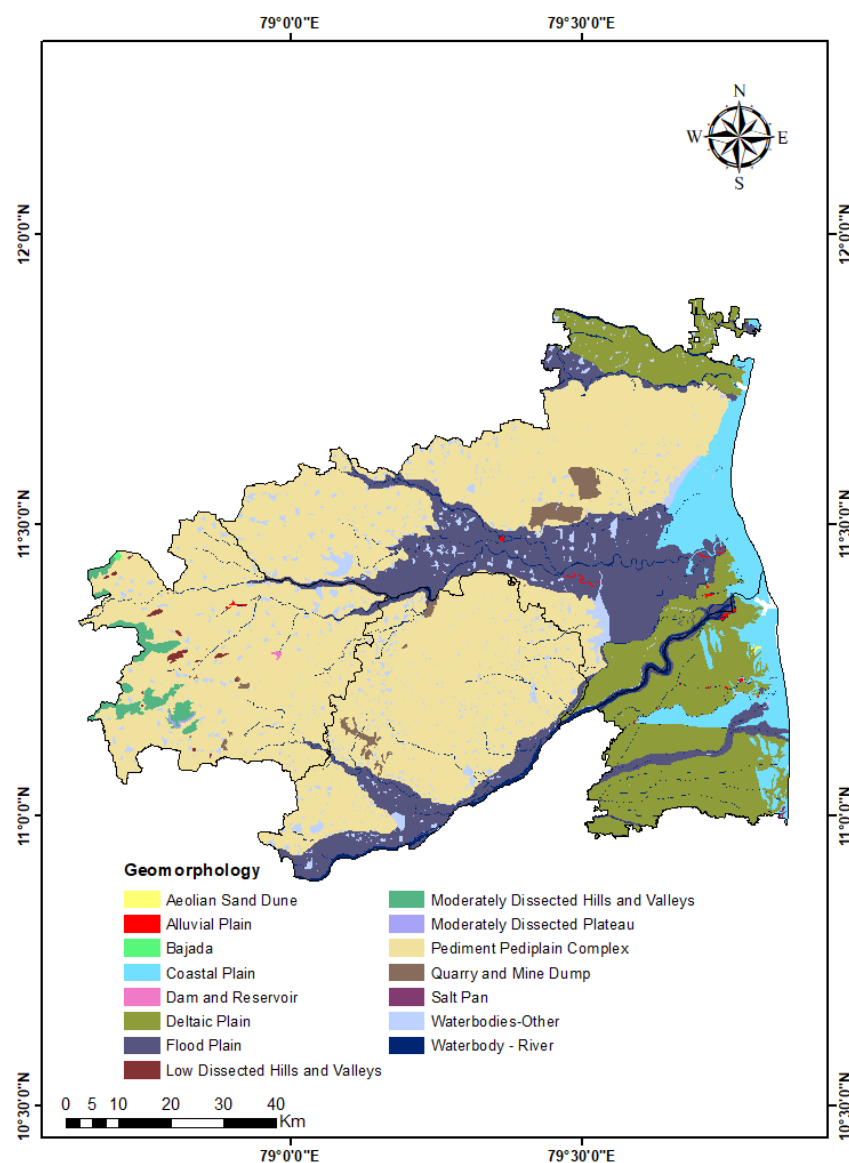 79°0'0"E 79°30'0"E
N
W E
S
12°0'0"N 12°0'0"N
11°30'0"N 11°30'0"N
11°0'0"N 11°0'0"N
Geomorphology
Aeolian Sand Dune Moderately Dissected Hills and Valleys
Alluvial Plain Moderately Dissected Plateau
Bajada Pediment Pediplain Complex
Coastal Plain Quarry and Mine Dump
Dam and Reservoir Salt Pan
Deltaic Plain Waterbodies-Other
Flood Plain Waterbody - River
Low Dissected Hills and Valleys
0 5 10 20 30 40
Km
10°30'0"N 10°30'0"N
79°0'0"E 79°30'0"E